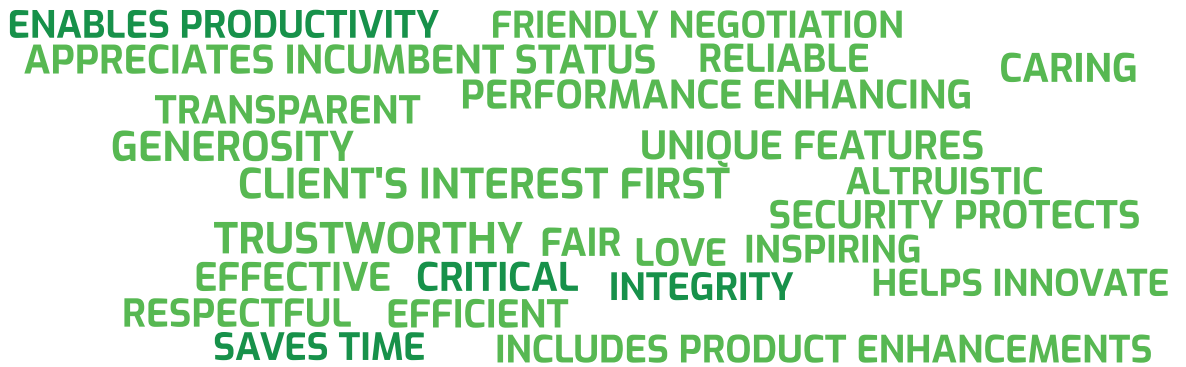 ENABLES PRODUCTIVITY
FRIENDLY NEGOTIATION
APPRECIATES INCUMBENT STATUS
RELIABLE
CARING
PERFORMANCE ENHANCING
TRANSPARENT
GENEROSITY
UNIQUE FEATURES
CLIENT'S INTEREST FIRST
ALTRUISTIC
SECURITY PROTECTS
TRUSTWORTHY
FAIR
LOVE
INSPIRING
EFFECTIVE
CRITICAL
INTEGRITY
HELPS INNOVATE
RESPECTFUL
EFFICIENT
SAVES TIME
INCLUDES PRODUCT ENHANCEMENTS